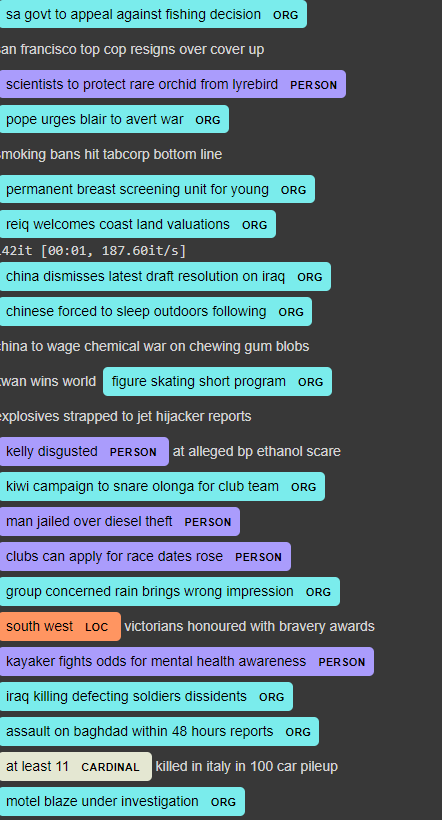 sa govt to appeal against fishing decision ORG
san francisco top cop resigns over cover up
scientists to protect rare orchid from lyrebird PERSON
pope urges blair to avert war ORG
smoking bans hit tabcorp bottom line
permanent breast screening unit for young ORG
reiq welcomes coast land valuations ORG
142it [00:01, 187.60it/s]
china dismisses latest draft resolution on iraq ORG
chinese forced to sleep outdoors following ORG
china to wage chemical war on chewing gum blobs
kwan wins world figure skating short program ORG
explosives strapped to jet hijacker reports
kelly disgusted PERSON at alleged bp ethanol scare
kiwi campaign to snare olonga for club team ORG
man jailed over diesel theft PERSON
clubs can apply for race dates rose PERSON
group concerned rain brings wrong impression ORG
south west LOC victorians honoured with bravery awards
kayaker fights odds for mental health awareness PERSON
iraq killing defecting soldiers dissidents ORG
assault on baghdad within 48 hours reports ORG
at least 11 CARDINAL killed in italy in 100 car pileup
motel blaze under investigation ORG